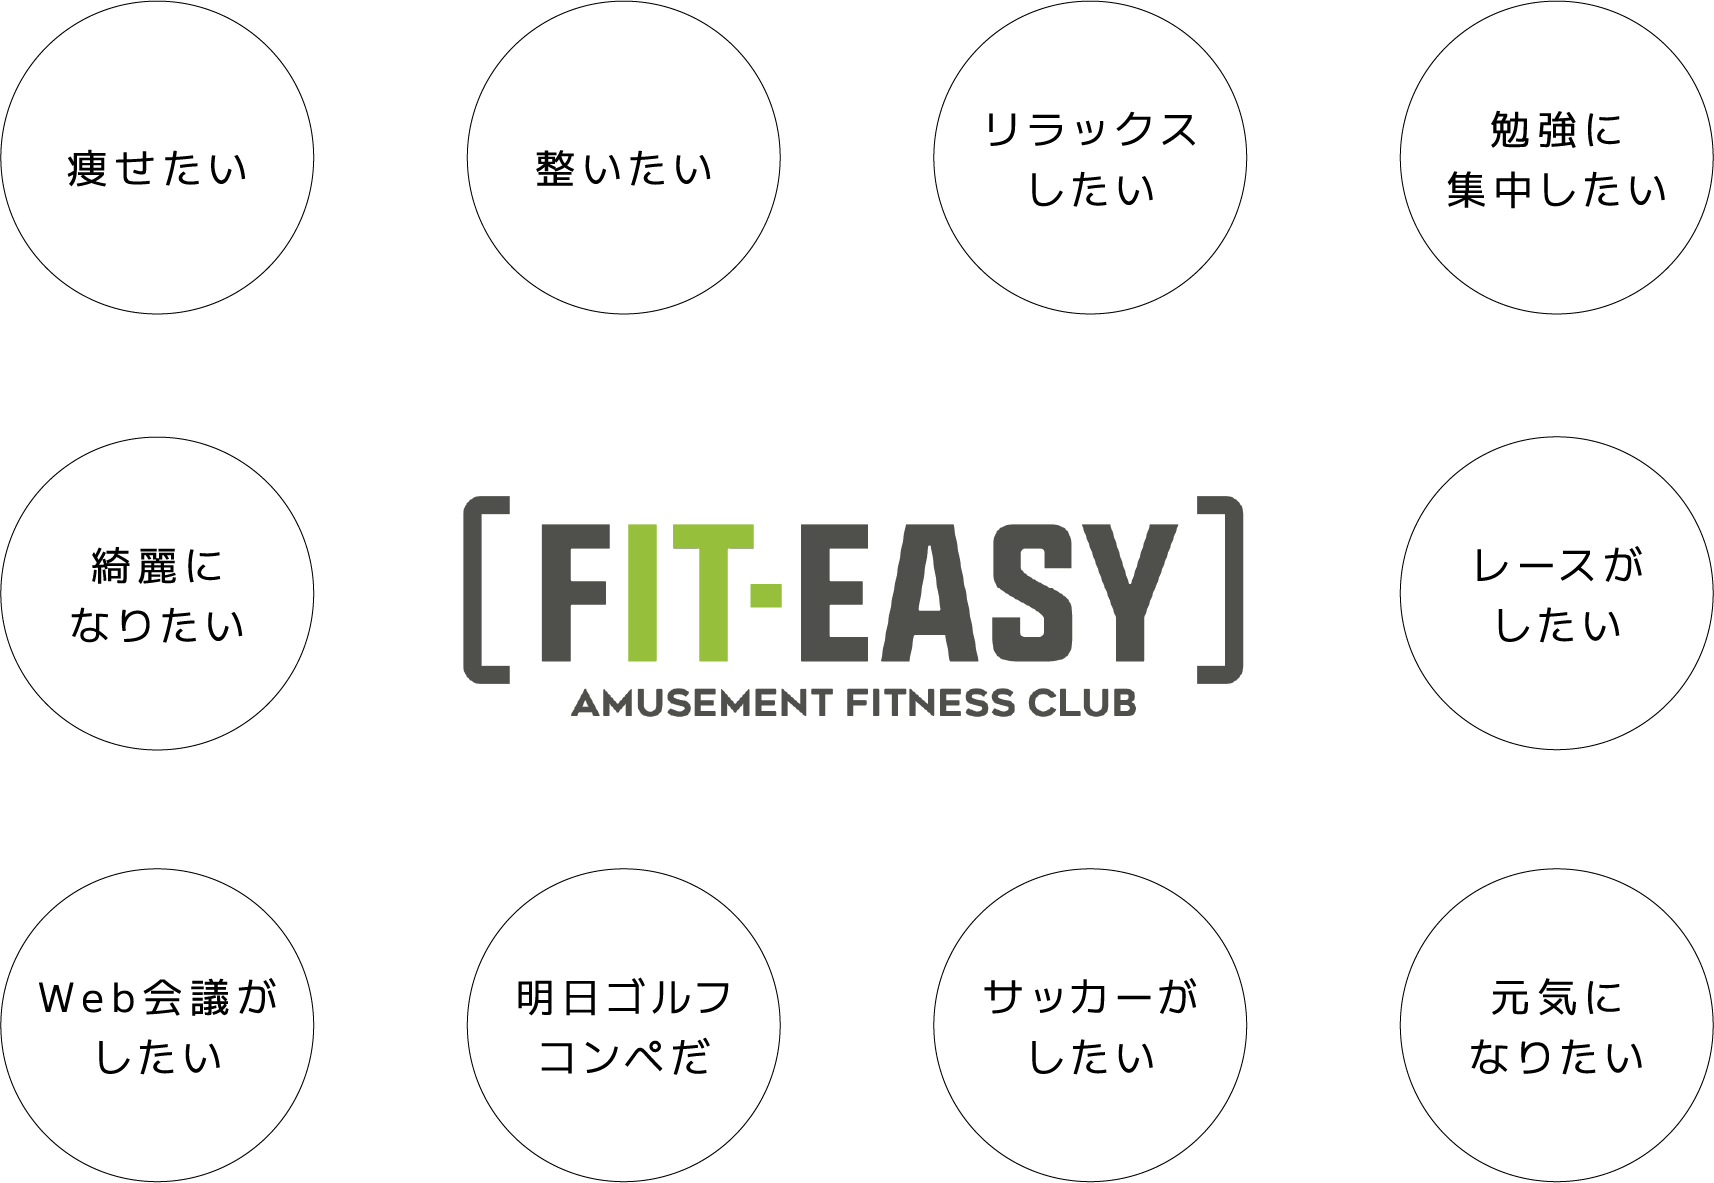 痩せたい
整いたい
リラックス
したい
勉強に
集中したい
綺麗に
なりたい
[FIT-EASY]
AMUSEMENT FITNESS CLUB
レースが
したい
Web会議が
したい
明日ゴルフ
コンペだ
サッカーが
したい
元気に
なりたい